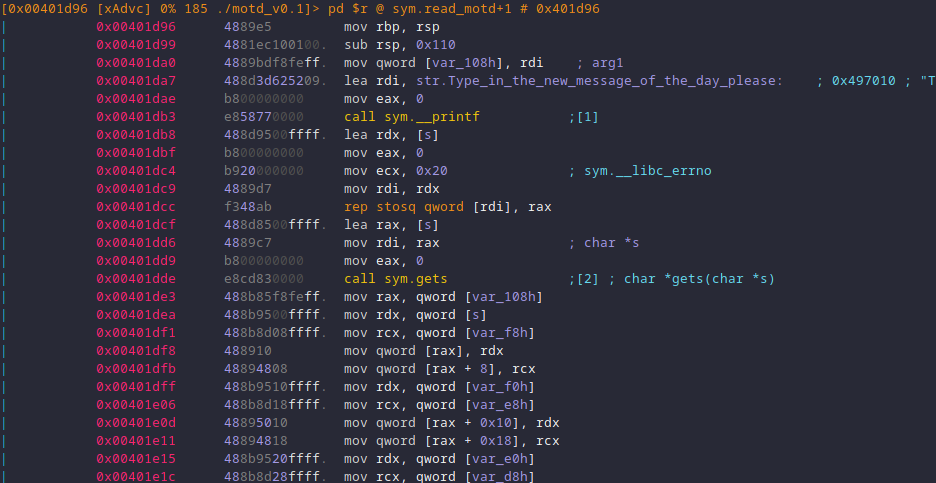 [0x00401d96 [xAdvc] 0% 185 ./motd_v0.1]> pd $r @ sym.read_motd+1 # 0x401d96
| 0x00401d96 4889e5 mov rbp, rsp
| 0x00401d99 4881ec100100. sub rsp, 0x110
| 0x00401da0 4889bdf8feff. mov qword [var_108h], rdi ; arg1
| 0x00401da7 488d3d625209. lea rdi, str.Type_in_the_new_message_of_the_day_please: ; 0x497010 ; "T
| 0x00401dae b800000000 mov eax, 0
| 0x00401db3 e858770000 call sym.__printf ;[1]
| 0x00401db8 488d9500ffff. lea rdx, [s]
| 0x00401dbf b800000000 mov eax, 0
| 0x00401dc4 b920000000 mov ecx, 0x20 ; sym.__libc_errno
| 0x00401dc9 4889d7 mov rdi, rdx
| 0x00401dcc f348ab rep stosq qword [rdi], rax
| 0x00401dcf 488d8500ffff. lea rax, [s]
| 0x00401dd6 4889c7 mov rdi, rax ; char *s
| 0x00401dd9 b800000000 mov eax, 0
| 0x00401dde e8cd830000 call sym.gets ;[2] ; char *gets(char *s)
| 0x00401de3 488b85f8feff. mov rax, qword [var_108h]
| 0x00401dea 488b9500ffff. mov rdx, qword [s]
| 0x00401df1 488b8d08ffff. mov rcx, qword [var_f8h]
| 0x00401df8 488910 mov qword [rax], rdx
| 0x00401dfb 48894808 mov qword [rax + 8], rcx
| 0x00401dff 488b9510ffff. mov rdx, qword [var_f0h]
| 0x00401e06 488b8d18ffff. mov rcx, qword [var_e8h]
| 0x00401e0d 48895010 mov qword [rax + 0x10], rdx
| 0x00401e11 48894818 mov qword [rax + 0x18], rcx
| 0x00401e15 488b9520ffff. mov rdx, qword [var_e0h]
| 0x00401e1c 488b8d28ffff. mov rcx, qword [var_d8h]